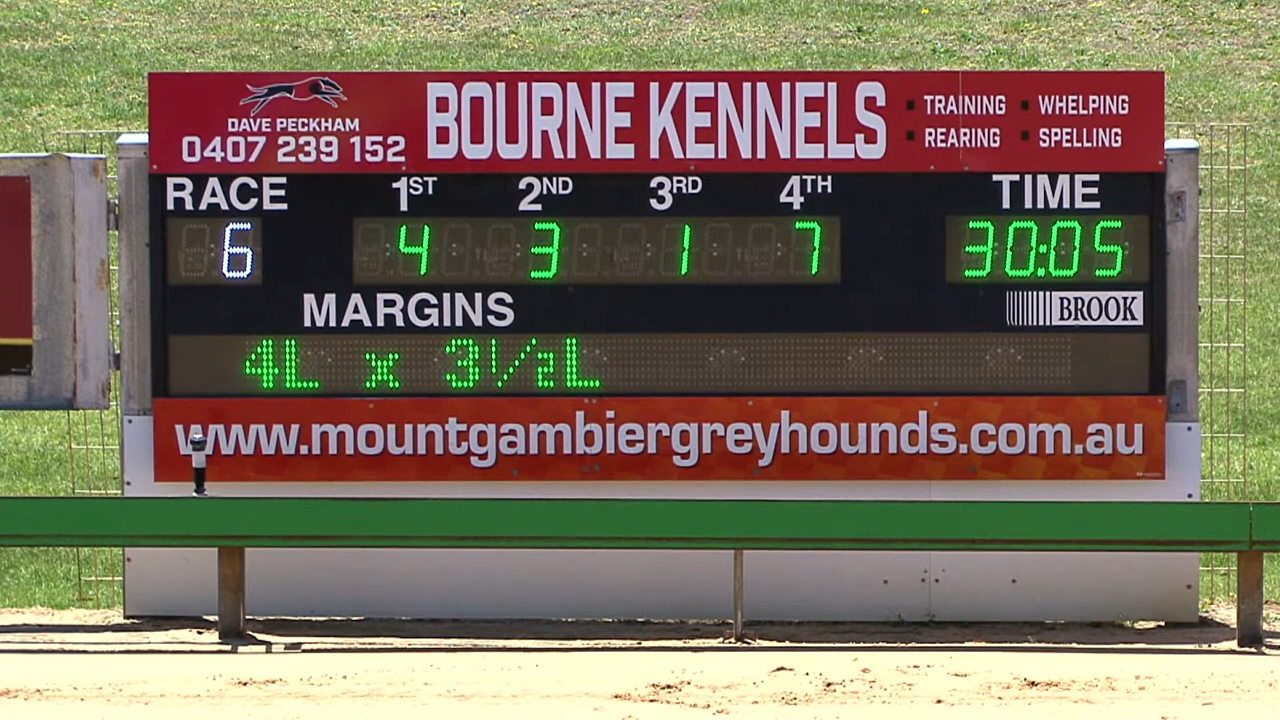 DAVE PECKHAM
0407 239 152
BOURNE KENNELS
TRAINING
WHELPING
REARING
SPELLING
RACE 1ST 2ND 3RD 4TH TIME
6 4 3 1 7 30:05
MARGINS
BROOK
4L x 3½L
www.mountgambiergreyhounds.com.au